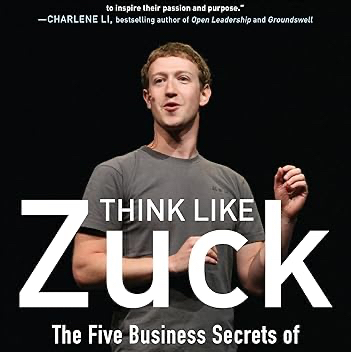 to inspire their passion and purpose."
—CHARLENE LI, bestselling author of Open Leadership and Groundswell
THINK LIKE
Zuck
The Five Business Secrets of